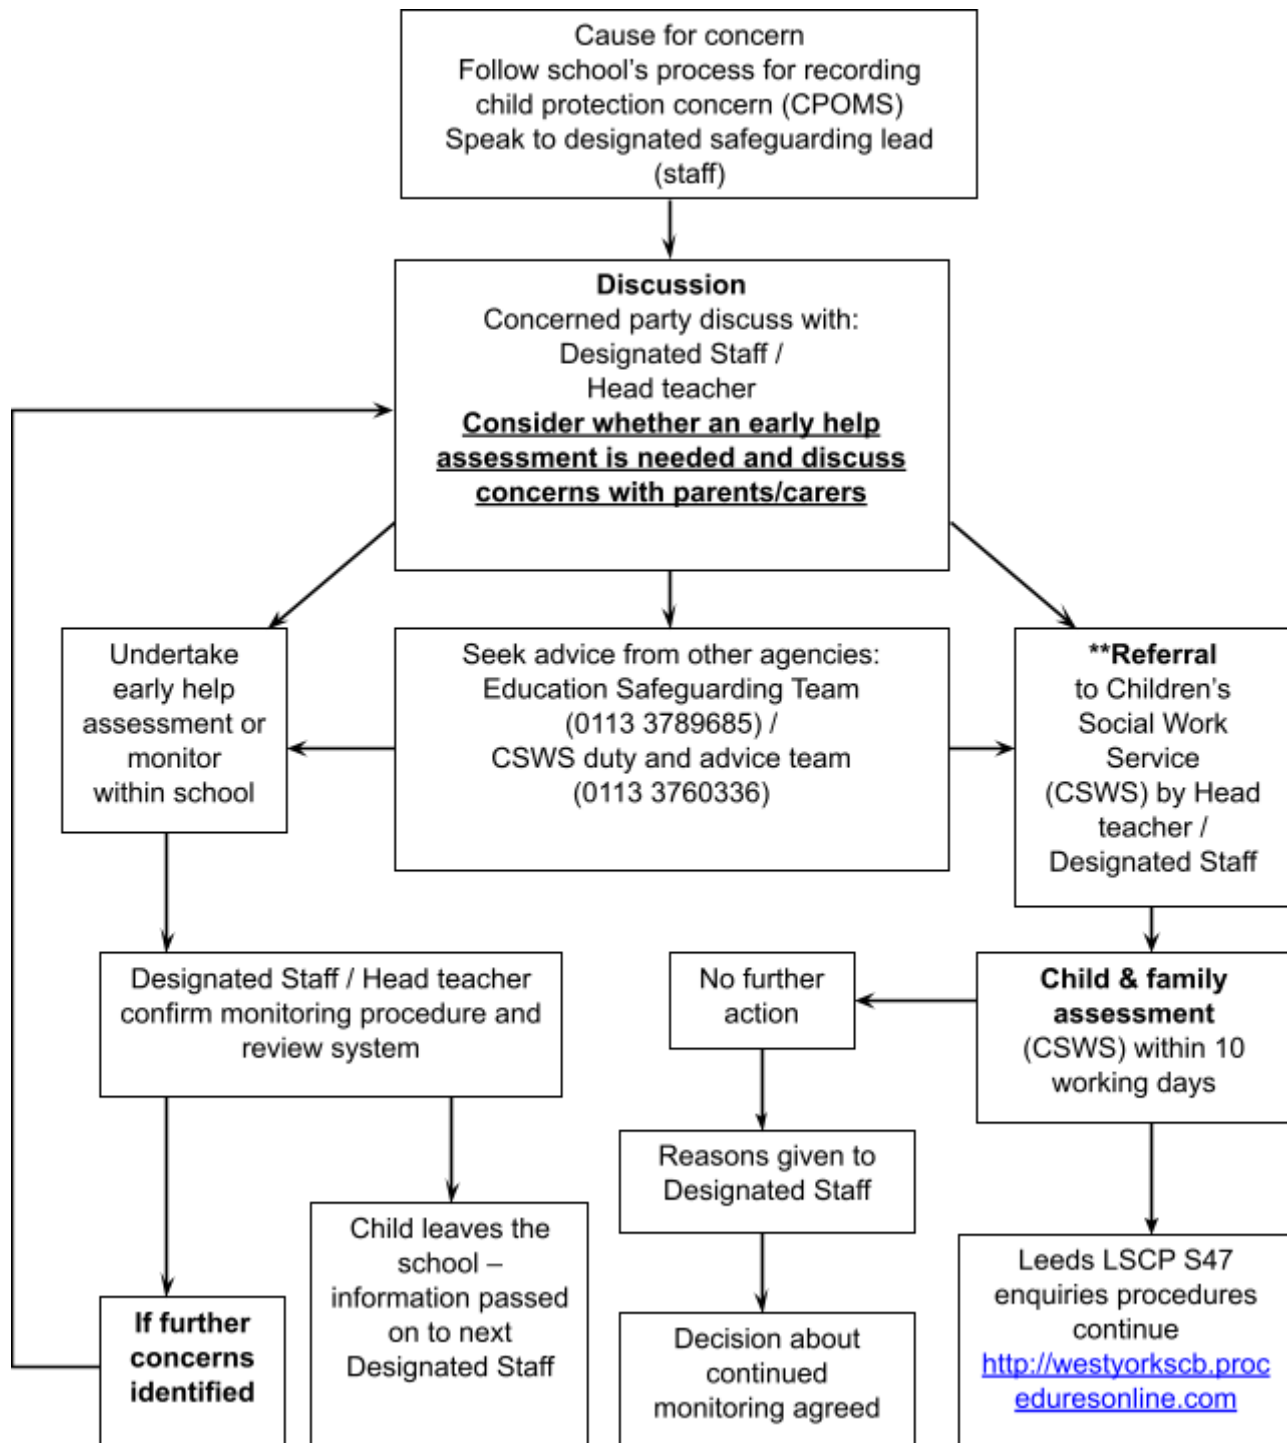 Cause for concern
Follow school's process for recording
child protection concern (CPOMS)
Speak to designated safeguarding lead
(staff)
Discussion
Concerned party discuss with:
Designated Staff /
Head teacher
Consider whether an early help
assessment is needed and discuss
concerns with parents/carers
Undertake
early help
assessment or
monitor
within school
Seek advice from other agencies:
Education Safeguarding Team
(0113 3789685) /
CSWS duty and advice team
(0113 3760336)
**Referral
to Children's
Social Work
Service
(CSWS) by Head
teacher /
Designated Staff
Designated Staff / Head teacher
confirm monitoring procedure and
review system
No further
action
Child & family
assessment
(CSWS) within 10
working days
Reasons given to
Designated Staff
If further
concerns
identified
Child leaves the
school –
information passed
on to next
Designated Staff
Decision about
continued
monitoring agreed
Leeds LSCP S47
enquiries procedures
continue
http://westyorkscb.proc
eduresonline.com